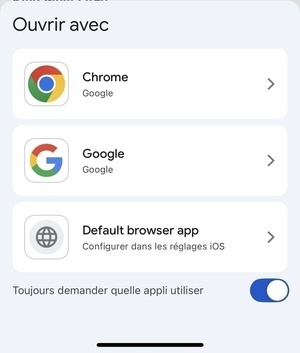 Ouvrir avec
Chrome
Google
Google
Google
Default browser app
Configurer dans les réglages iOS
Toujours demander quelle appli utiliser